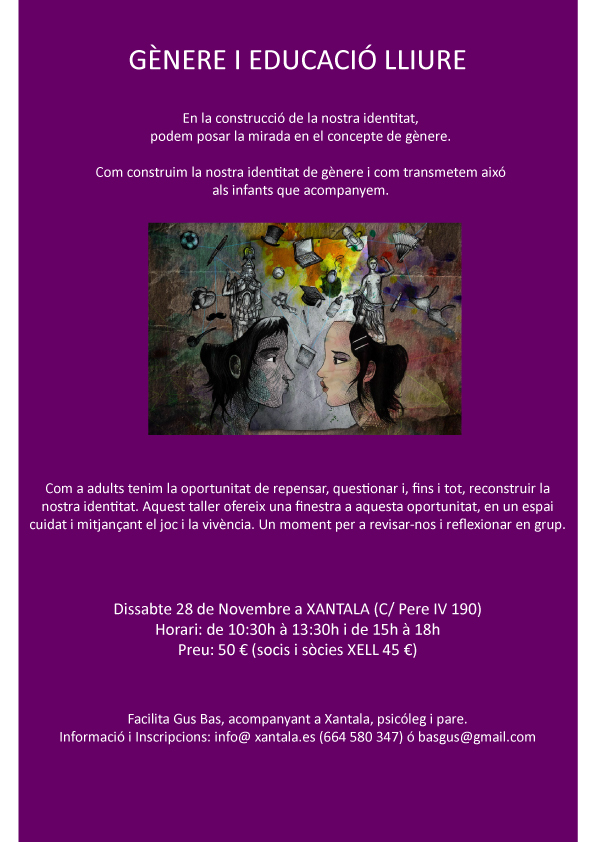 GÈNERE I EDUCACIÓ LLIURE
En la construcció de la nostra identitat,
podem posar la mirada en el concepte de gènere.
Com construim la nostra identitat de gènere i com transmetem aixó
als infants que acompanyem.
Com a adults tenim la oportunitat de repensar, questionar i, fins i tot, reconstruir la
nostra identitat. Aquest taller ofereix una finestra a aquesta oportunitat, en un espai
cuidat i mitjançant el joc i la vivència. Un moment per a revisar-nos i reflexionar en grup.
Dissabte 28 de Novembre a XANTALA (C/ Pere IV 190)
Horari: de 10:30h à 13:30h i de 15h à 18h
Preu: 50 € (socis i sòcies XELL 45 €)
Facilita Gus Bas, acompanyant a Xantala, psicóleg i pare.
Informació i Inscripcions: info@ xantala.es (664 580 347) ó basgus@gmail.com